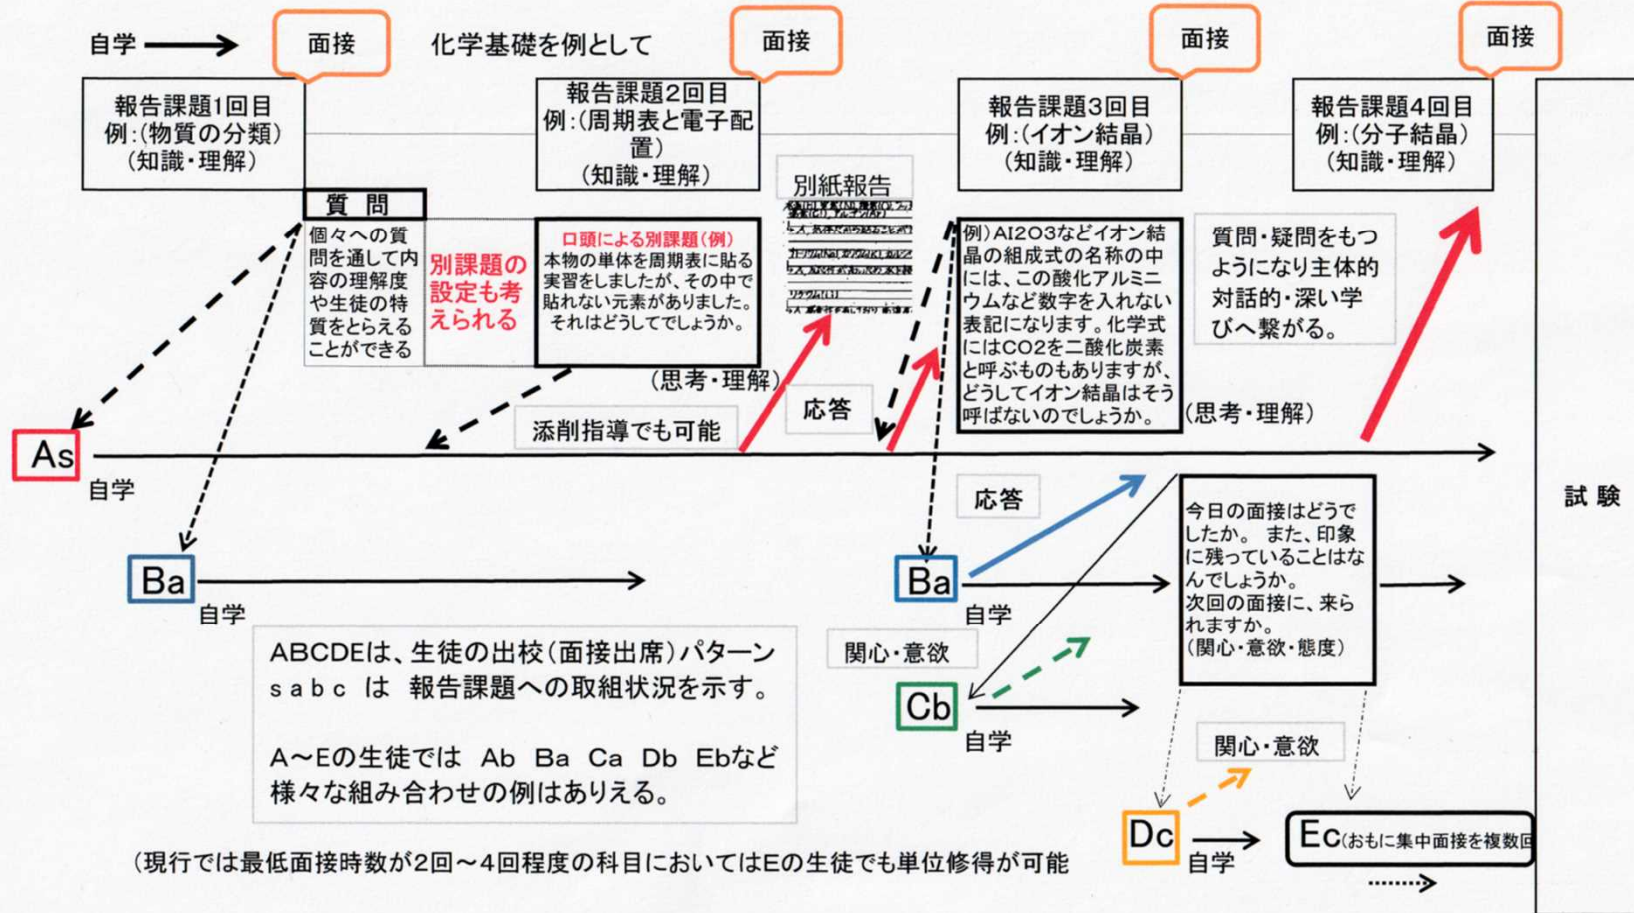 自学
面接
化学基礎を例として
面接
面接
面接
報告課題1回目
例:(物質の分類)
(知識・理解)
報告課題2回目
例:(周期表と電子配
置)
(知識・理解)
報告課題3回目
例:(イオン結晶)
(知識・理解)
報告課題4回目
例:(分子結晶)
(知識・理解)
質 問
個々への質
問を通して内
容の理解度
や生徒の特
質をとらえる
ことができる
別課題の
設定も考
えられる
口頭による別課題(例)
本物の単体を周期表に貼る
実習をしましたが、その中で
貼れない元素がありました。
それはどうしてでしょうか。
(思考・理解)
別紙報告
例)Al2O3などイオン結
晶の組成式の名称の中
には、この酸化アルミニ
ウムなど数字を入れない
表記になります。化学式
にはCO2を二酸化炭素
と呼ぶものもありますが、
どうしてイオン結晶はそう
呼ばないのでしょうか。
(思考・理解)
質問・疑問をもつ
ようになり主体的
対話的・深い学
びへ繋がる。
添削指導でも可能
応答
As
自学
試 験
応答
今日の面接はどうで
したか。 また、印象
に残っていることはな
んでしょうか。
次回の面接に、来ら
れますか。
(関心・意欲・態度)
Ba
自学
Ba
自学
ABCDEは、生徒の出校(面接出席)パターン
s a b c は 報告課題への取組状況を示す。
A~Eの生徒では Ab Ba Ca Db Ebなど
様々な組み合わせの例はありえる。
関心・意欲
Cb
自学
関心・意欲
Dc
自学
Ec(おもに集中面接を複数回
(現行では最低面接時数が2回~4回程度の科目においてはEの生徒でも単位修得が可能